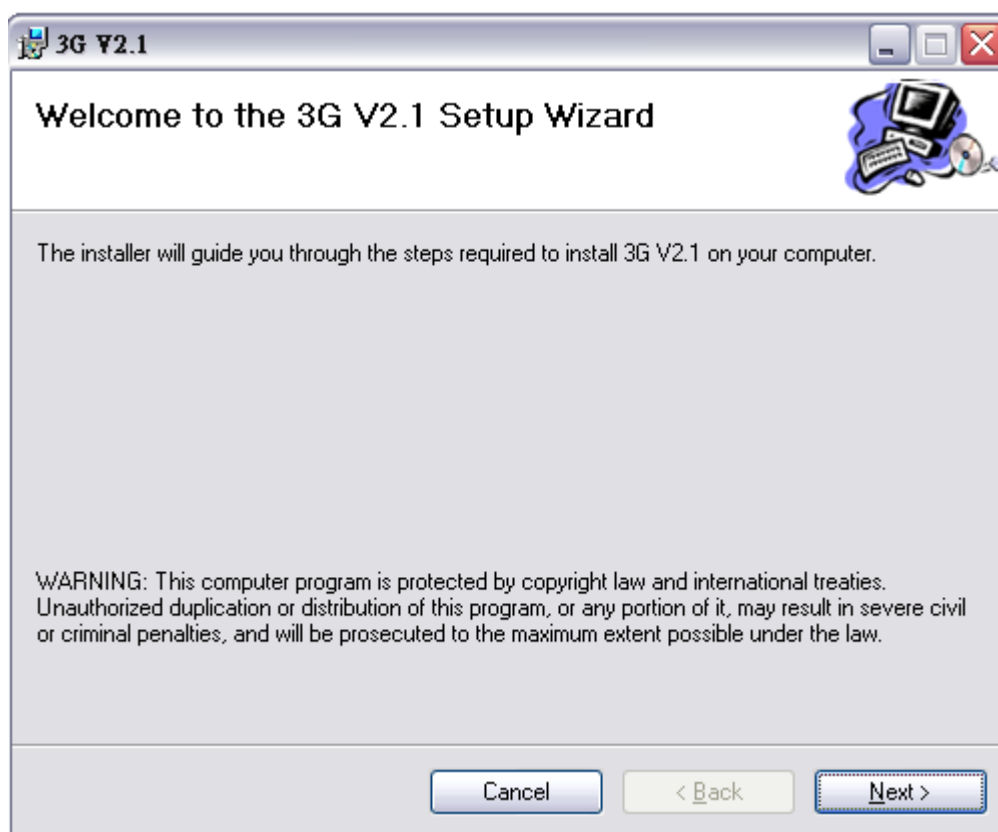 3G V2.1
Welcome to the 3G V2.1 Setup Wizard
The installer will guide you through the steps required to install 3G V2.1 on your computer.
WARNING: This computer program is protected by copyright law and international treaties.
Unauthorized duplication or distribution of this program, or any portion of it, may result in severe civil
or criminal penalties, and will be prosecuted to the maximum extent possible under the law.
Cancel
< Back
Next >